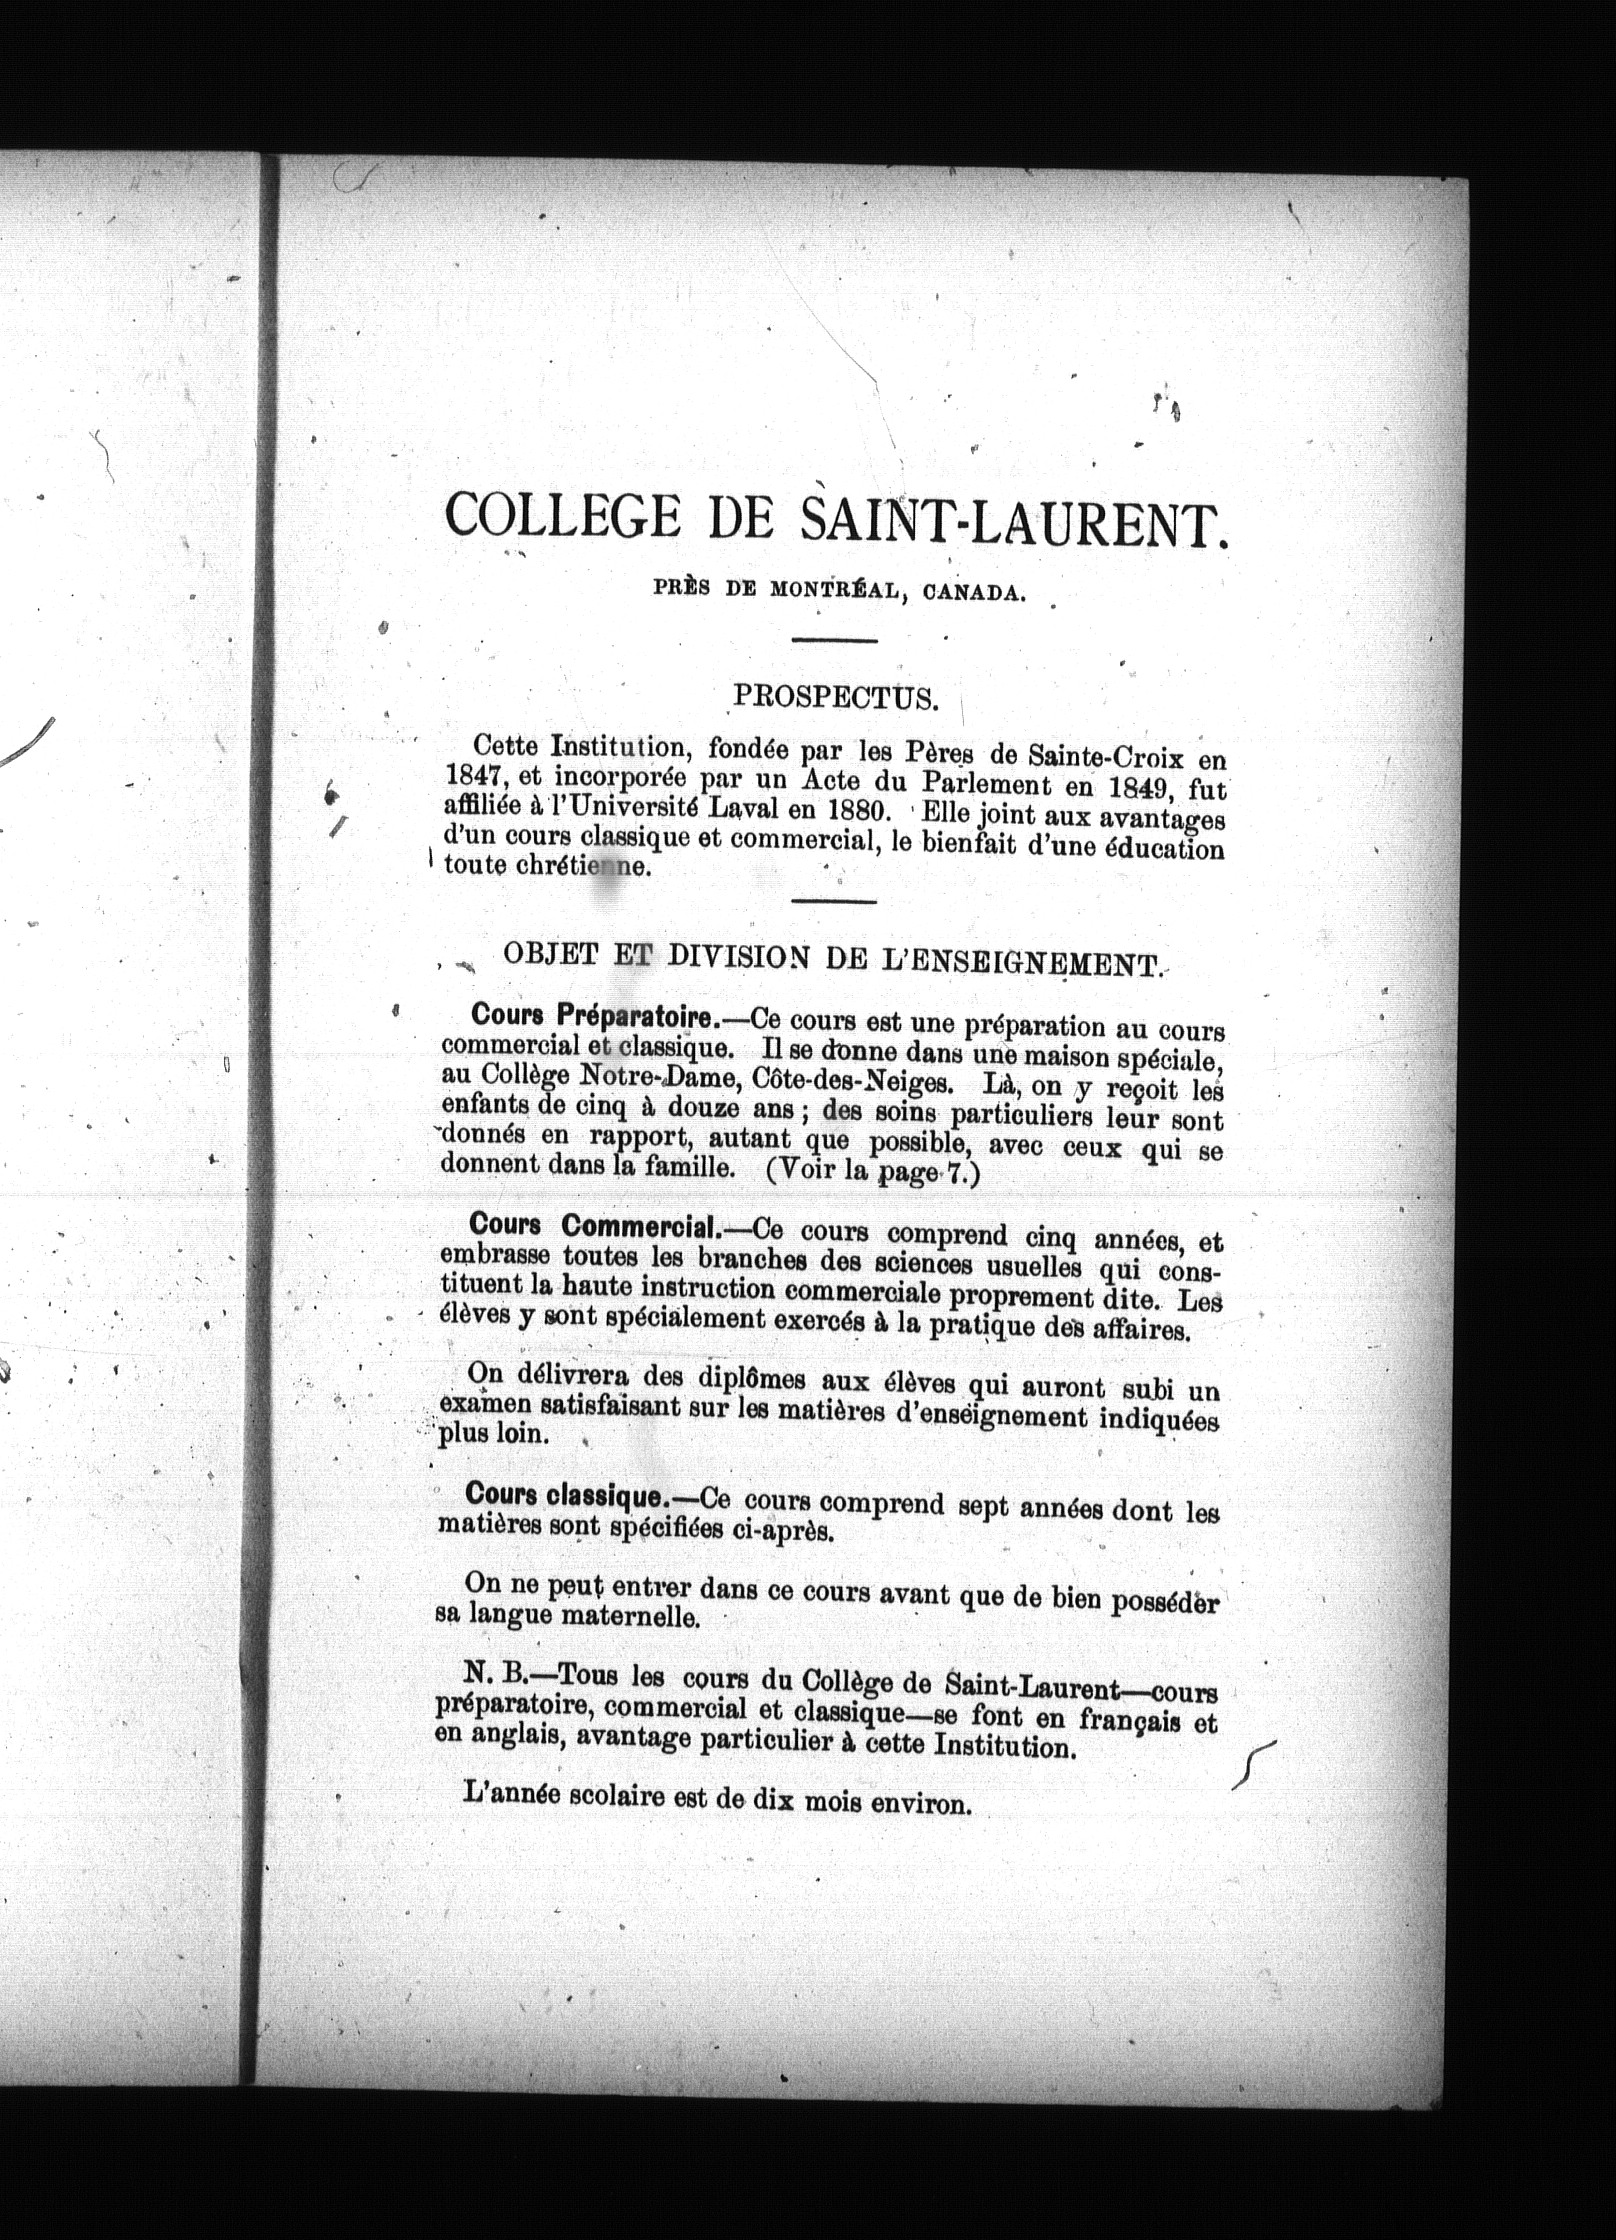 COLLEGE DE SAINT-LAURENT.
PRÈS DE MONTRÉAL, CANADA.
PROSPECTUS.
Cette Institution, fondée par les Pères de Sainte-Croix en
1847, et incorporée par un Acte du Parlement en 1849, fut
affiliée à l'Université Laval en 1880. Elle joint aux avantages
d'un cours classique et commercial, le bienfait d'une éducation
toute chrétienne.
OBJET ET DIVISION DE L'ENSEIGNEMENT.
Cours Préparatoire.—Ce cours est une préparation au cours
commercial et classique. Il se donne dans une maison spéciale,
au Collège Notre-Dame, Côte-des-Neiges. Là, on y reçoit les
enfants de cinq à douze ans ; des soins particuliers leur sont
donnés en rapport, autant que possible, avec ceux qui se
donnent dans la famille. (Voir la page 7.)
Cours Commercial.—Ce cours comprend cinq années, et
embrasse toutes les branches des sciences usuelles qui cons-
tituent la haute instruction commerciale proprement dite. Les
élèves y sont spécialement exercés à la pratique des affaires.
On délivrera des diplômes aux élèves qui auront subi un
examen satisfaisant sur les matières d'enseignement indiquées
plus loin.
Cours classique.—Ce cours comprend sept années dont les
matières sont spécifiées ci-après.
On ne peut entrer dans ce cours avant que de bien posséder
sa langue maternelle.
N. B.—Tous les cours du Collège de Saint-Laurent—cours
préparatoire, commercial et classique—se font en français et
en anglais, avantage particulier à cette Institution.
L'année scolaire est de dix mois environ.